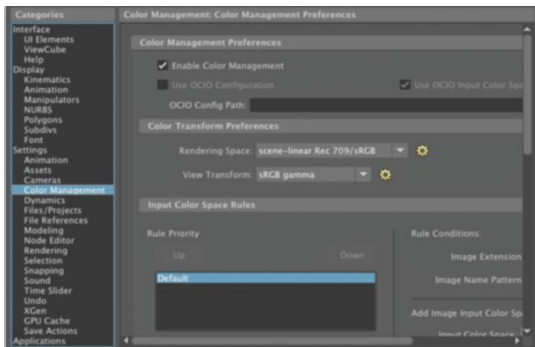 Categories
Interface
UI Elements
ViewCube
Help
Display
Kinematics
Animation
Manipulators
NURBS
Polygons
Subdivs
Font
Settings
Animation
Assets
Cameras
Color Management
Dynamics
Files/Projects
File References
Modeling
Node Editor
Rendering
Selection
Snapping
Sound
Time Slider
Undo
XGen
GPU Cache
Save Actions
Applications
Color Management: Color Management Preferences
Color Management Preferences
Enable Color Management
Use OCIO Configuration
Use OCIO Input Color Spa
OCIO Config Path:
Color Transform Preferences
Rendering Space: scene-linear Rec 709/sRGB
View Transform: sRGB gamma
Input Color Space Rules
Rule Priority
Up
Down
Default
Rule Conditions:
Image Extension
Image Name Pattern
Add Image Input Color Spa
Input Color Space: